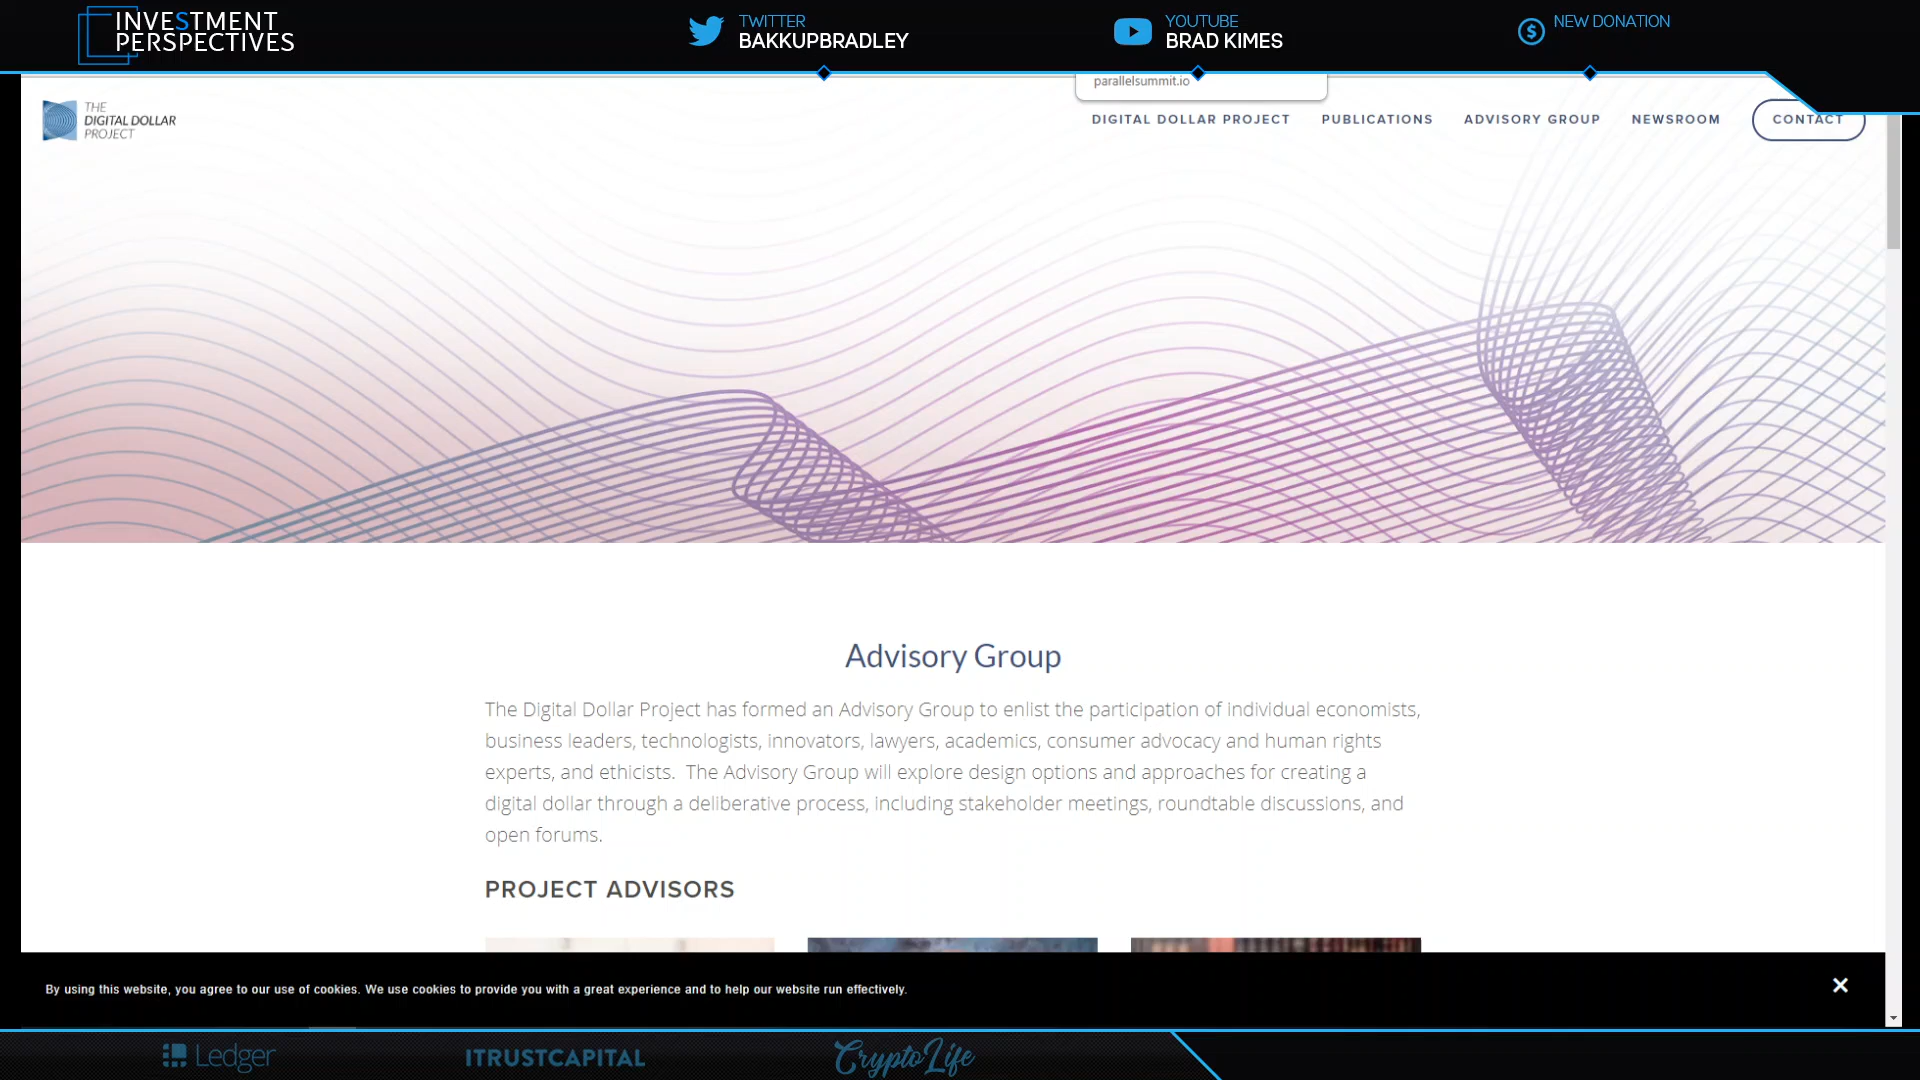 INVESTMENT
PERSPECTIVES
TWITTER
BAKKUPBRADLEY
YOUTUBE
BRAD KIMES
NEW DONATION
parallelsummit.io
THE
DIGITAL DOLLAR
PROJECT
DIGITAL DOLLAR PROJECT
PUBLICATIONS
ADVISORY GROUP
NEWSROOM
CONTACT
Advisory Group
The Digital Dollar Project has formed an Advisory Group to enlist the participation of individual economists,
business leaders, technologists, innovators, lawyers, academics, consumer advocacy and human rights
experts, and ethicists.  The Advisory Group will explore design options and approaches for creating a
digital dollar through a deliberative process, including stakeholder meetings, roundtable discussions, and
open forums.
PROJECT ADVISORS
By using this website, you agree to our use of cookies. We use cookies to provide you with a great experience and to help our website run effectively.
Ledger
ITRUSTCAPITAL
CryptoLife